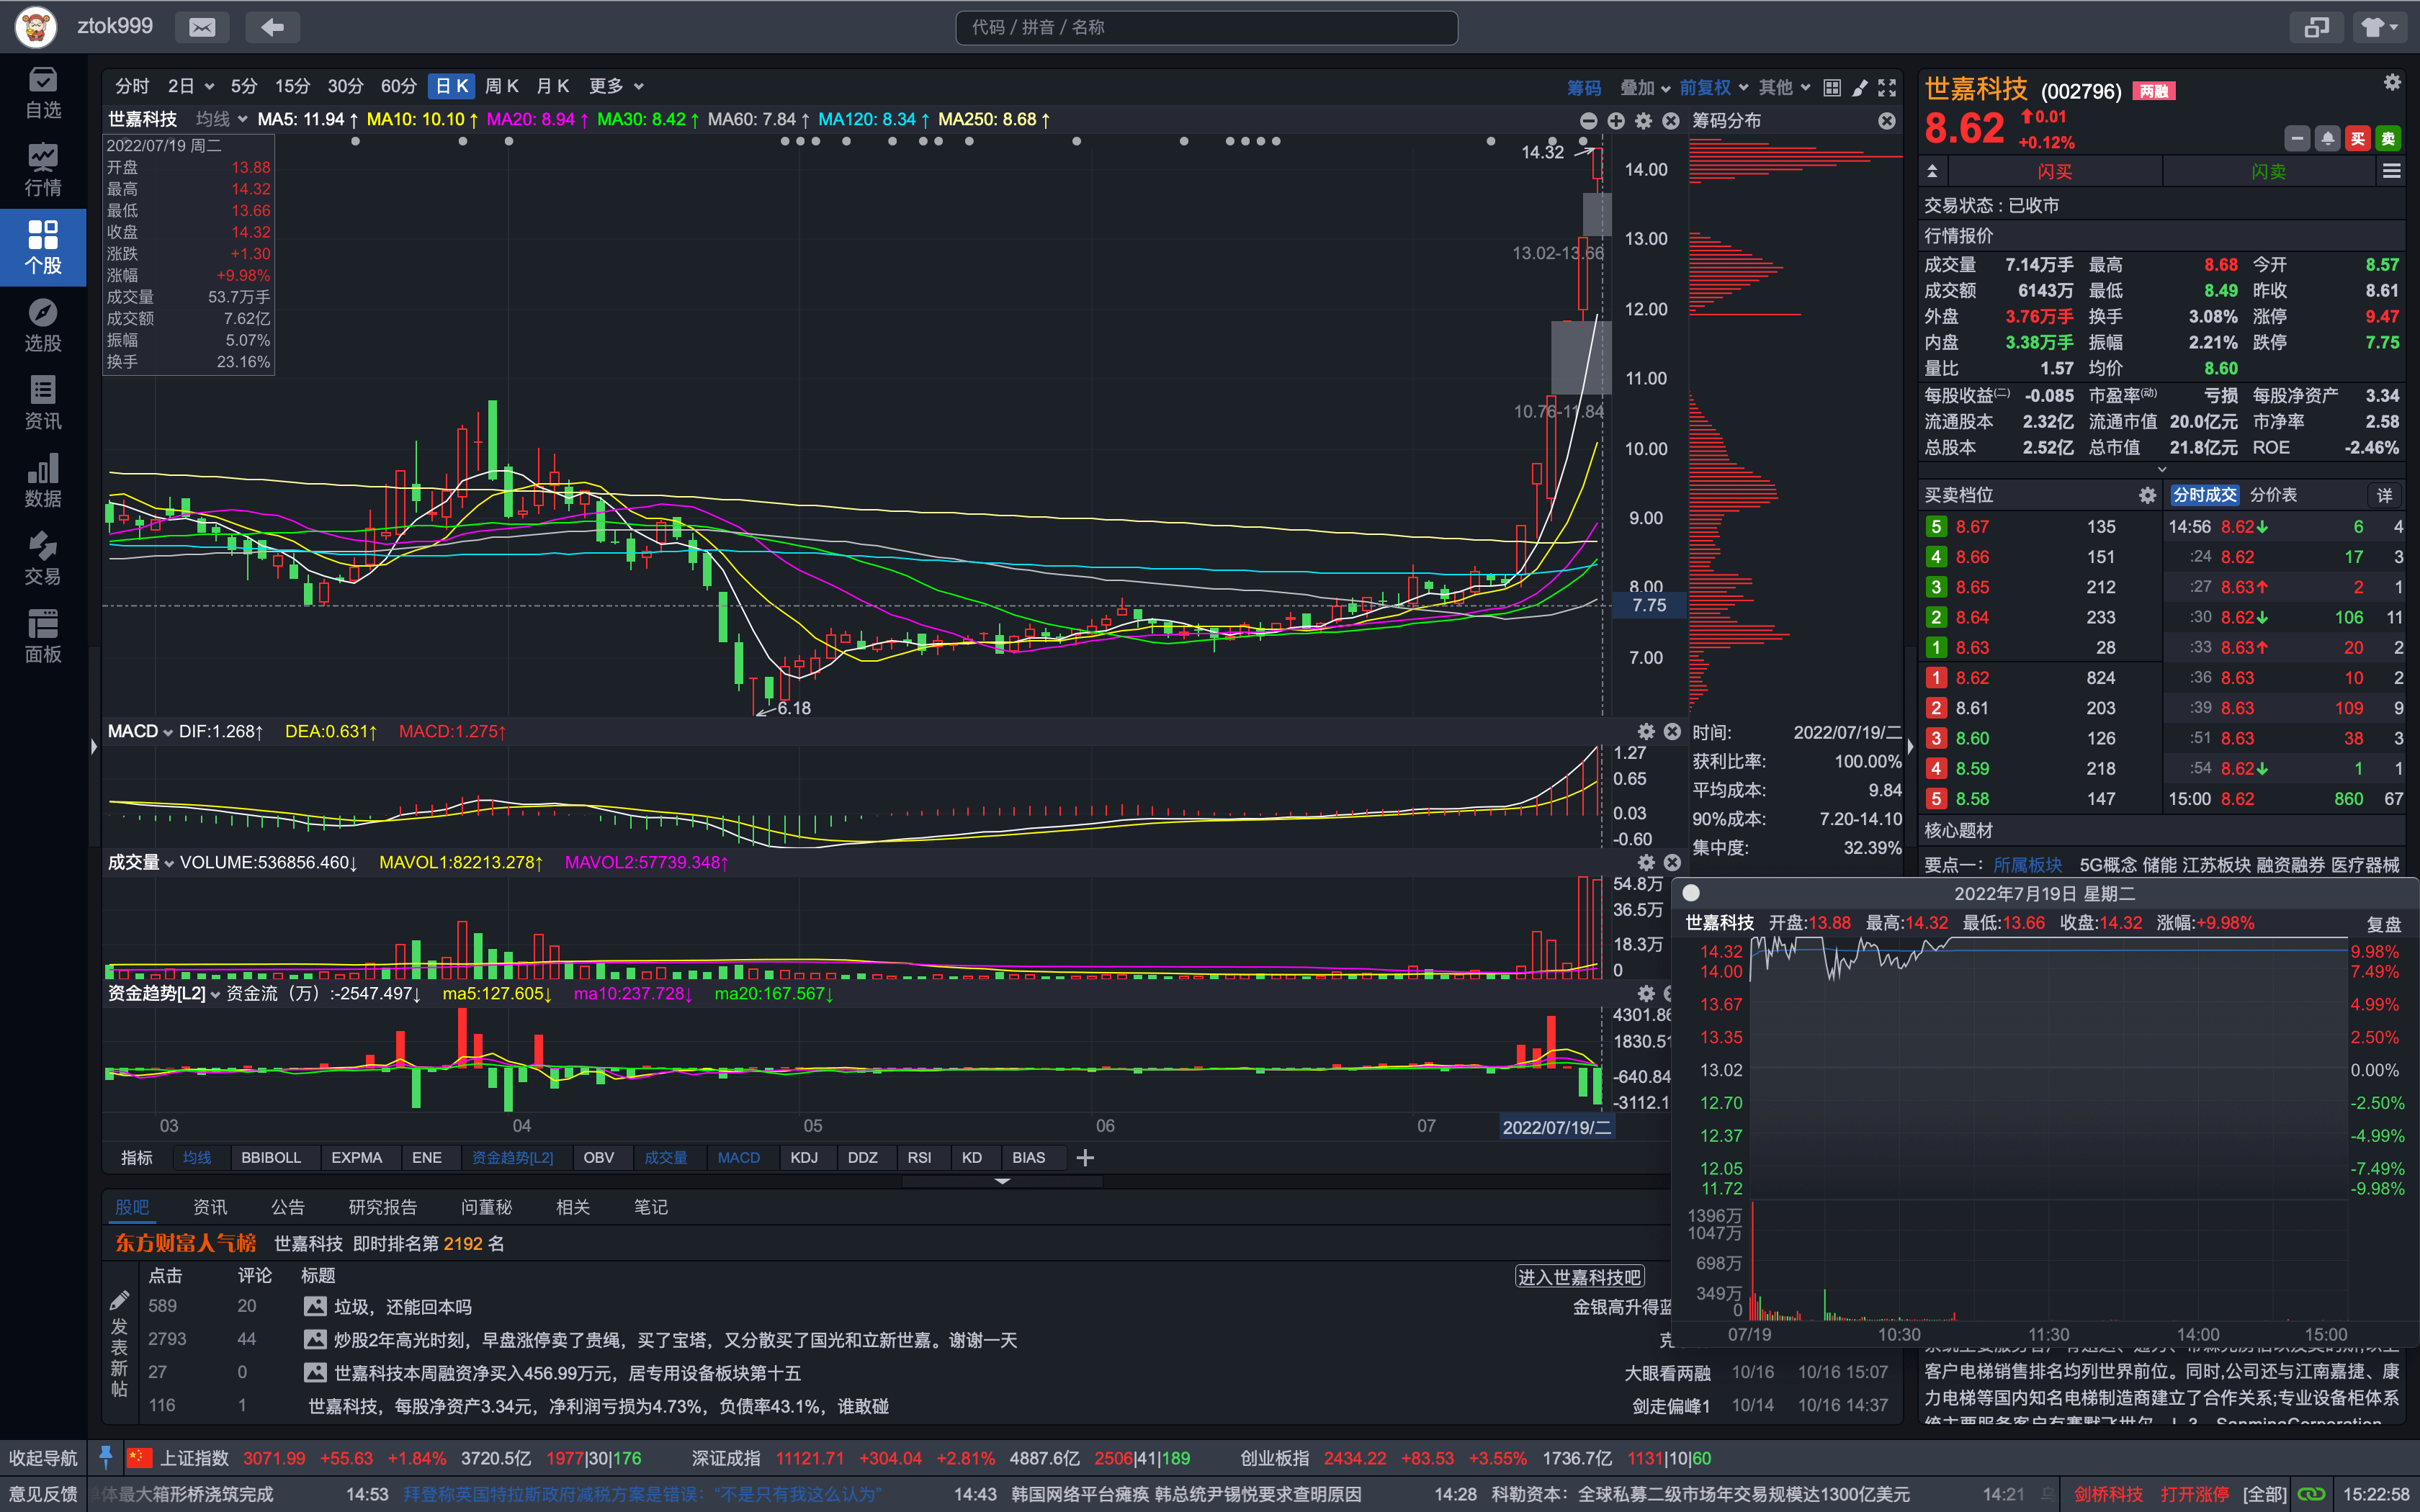 ztok999
代码 / 拼音 / 名称
自选
行情
个股
选股
资讯
数据
交易
面板
分时 2日 5分 15分 30分 60分 日K 周K 月K 更多
筹码 叠加 前复权 其他
世嘉科技 均线 MA5: 11.94↑ MA10: 10.10↑ MA20: 8.94↑ MA30: 8.42↑ MA60: 7.84↑ MA120: 8.34↑ MA250: 8.68↑
筹码分布
2022/07/19 周二
开盘 13.88
最高 14.32
最低 13.66
收盘 14.32
涨跌 +1.30
涨幅 +9.98%
成交量 53.7万手
成交额 7.62亿
振幅 5.07%
换手 23.16%
14.32
13.02-13.66
10.76-11.84
6.18
14.00
13.00
12.00
11.00
10.00
9.00
8.00
7.75
7.00
MACD DIF:1.268↑ DEA:0.631↑ MACD:1.275↑
1.27
0.65
0.03
-0.60
成交量 VOLUME:536856.460↓ MAVOL1:82213.278↑ MAVOL2:57739.348↑
54.8万
36.5万
18.3万
0
资金趋势[L2] 资金流（万）:-2547.497↓ ma5:127.605↓ ma10:237.728↓ ma20:167.567↓
4301.86
1830.51
-640.84
-3112.1
03 04 05 06 07 2022/07/19/二
时间: 2022/07/19/二
获利比率: 100.00%
平均成本: 9.84
90%成本: 7.20-14.10
集中度: 32.39%
指标 均线 BBIBOLL EXPMA ENE 资金趋势[L2] OBV 成交量 MACD KDJ DDZ RSI KD BIAS
股吧 资讯 公告 研究报告 问董秘 相关 笔记
东方财富人气榜 世嘉科技 即时排名第 2192 名
点击 评论 标题 进入世嘉科技吧
发表新帖
589 20 垃圾，还能回本吗 金银高升得蓝
2793 44 炒股2年高光时刻，早盘涨停卖了贵绳，买了宝塔，又分散买了国光和立新世嘉。谢谢一天
27 0 世嘉科技本周融资净买入456.99万元，居专用设备板块第十五 大眼看两融 10/16 10/16 15:07
116 1 世嘉科技，每股净资产3.34元，净利润亏损为4.73%，负债率43.1%，谁敢碰 剑走偏峰1 10/14 10/16 14:37
世嘉科技 (002796) 两融
8.62 0.01
+0.12%
买 卖
闪买 闪卖
交易状态 : 已收市
行情报价
成交量 7.14万手 最高 8.68 今开 8.57
成交额 6143万 最低 8.49 昨收 8.61
外盘 3.76万手 换手 3.08% 涨停 9.47
内盘 3.38万手 振幅 2.21% 跌停 7.75
量比 1.57 均价 8.60
每股收益(二) -0.085 市盈率(动) 亏损 每股净资产 3.34
流通股本 2.32亿 流通市值 20.0亿元 市净率 2.58
总股本 2.52亿 总市值 21.8亿元 ROE -2.46%
买卖档位 分时成交 分价表 详
5 8.67 135 14:56 8.62↓ 6 4
4 8.66 151 :24 8.62 17 3
3 8.65 212 :27 8.63↑ 2 1
2 8.64 233 :30 8.62↓ 106 11
1 8.63 28 :33 8.63↑ 20 2
1 8.62 824 :36 8.63 10 2
2 8.61 203 :39 8.63 109 9
3 8.60 126 :51 8.63 38 3
4 8.59 218 :54 8.62↓ 1 1
5 8.58 147 15:00 8.62 860 67
核心题材
要点一： 所属板块 5G概念 储能 江苏板块 融资融券 医疗器械
2022年7月19日 星期二
世嘉科技 开盘:13.88 最高:14.32 最低:13.66 收盘:14.32 涨幅:+9.98% 复盘
14.32 9.98%
14.00 7.49%
13.67 4.99%
13.35 2.50%
13.02 0.00%
12.70 -2.50%
12.37 -4.99%
12.05 -7.49%
11.72 -9.98%
1396万
1047万
698万
349万
0
07/19 10:30 11:30 14:00 15:00
客户电梯销售排名均列世界前位。同时,公司还与江南嘉捷、康
力电梯等国内知名电梯制造商建立了合作关系;专业设备柜体系
收起导航 上证指数 3071.99 +55.63 +1.84% 3720.5亿 1977|30|176 深证成指 11121.71 +304.04 +2.81% 4887.6亿 2506|41|189 创业板指 2434.22 +83.53 +3.55% 1736.7亿 1131|10|60
意见反馈 体最大箱形桥浇筑完成 14:53 拜登称英国特拉斯政府减税方案是错误：“不是只有我这么认为” 14:43 韩国网络平台瘫痪 韩总统尹锡悦要求查明原因 14:28 科勒资本：全球私募二级市场年交易规模达1300亿美元 14:21 剑桥科技 打开涨停 [全部] 15:22:58